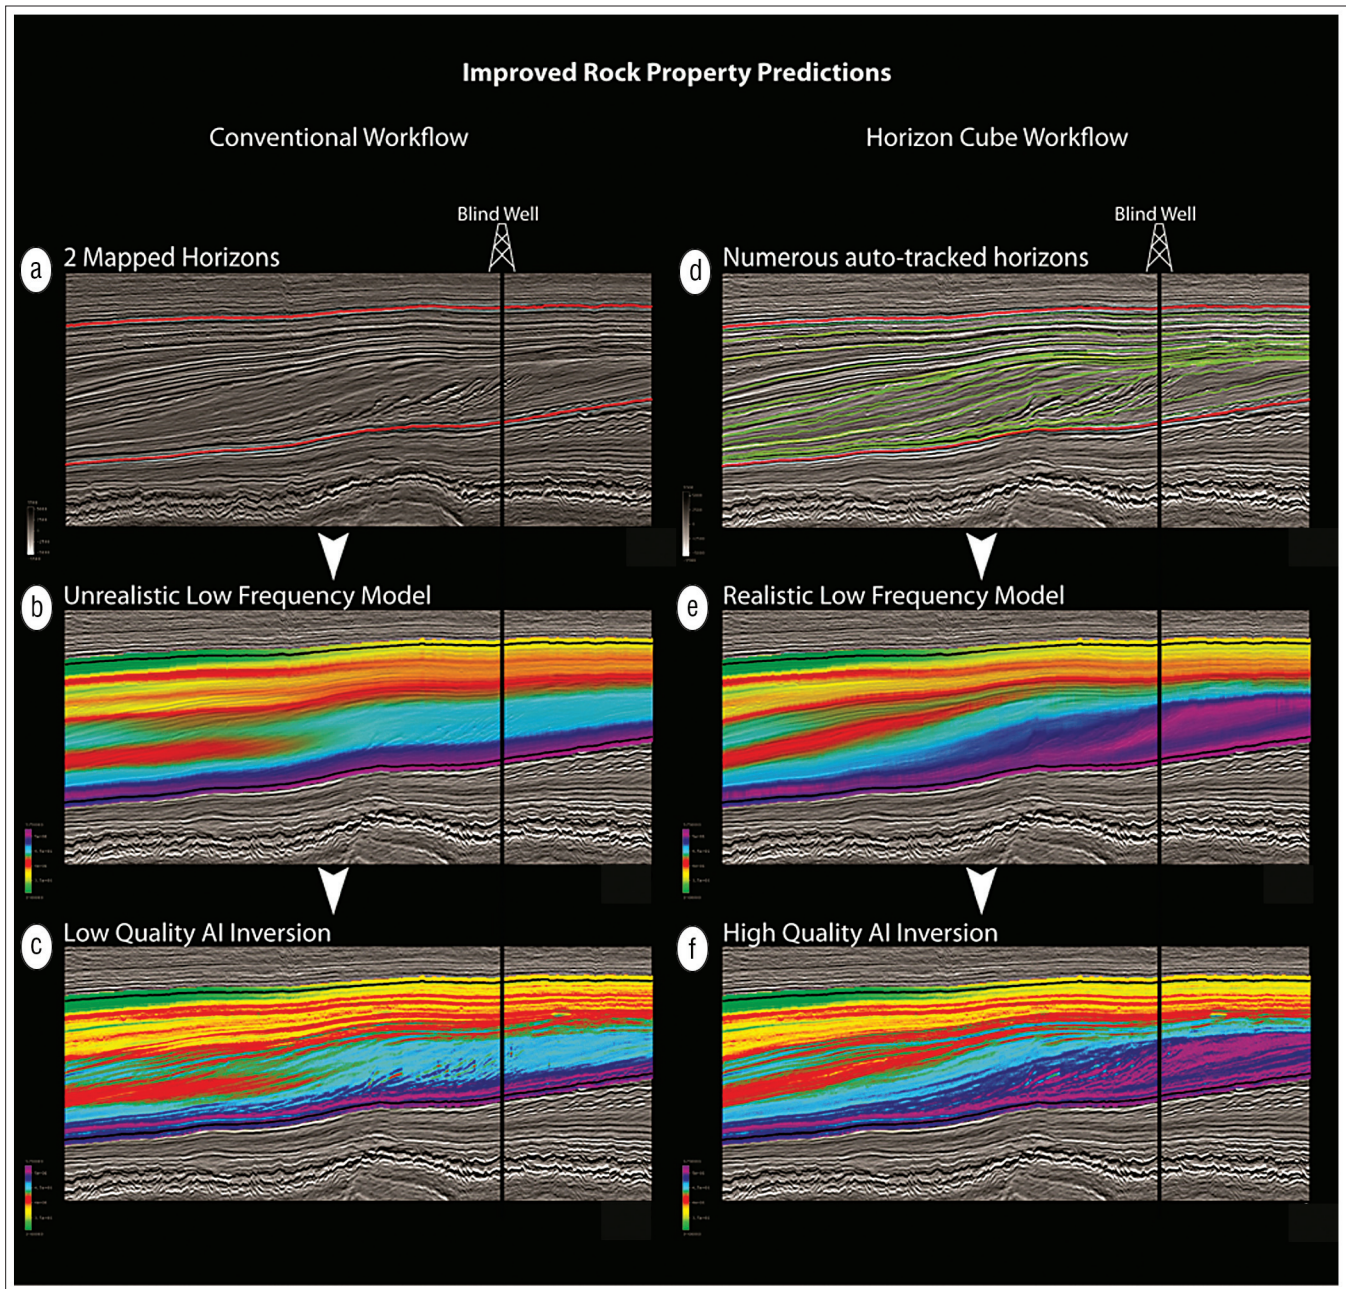 Improved Rock Property Predictions
Conventional Workflow
Horizon Cube Workflow
Blind Well
Blind Well
a
2 Mapped Horizons
d
Numerous auto-tracked horizons
b
Unrealistic Low Frequency Model
e
Realistic Low Frequency Model
c
Low Quality AI Inversion
f
High Quality AI Inversion